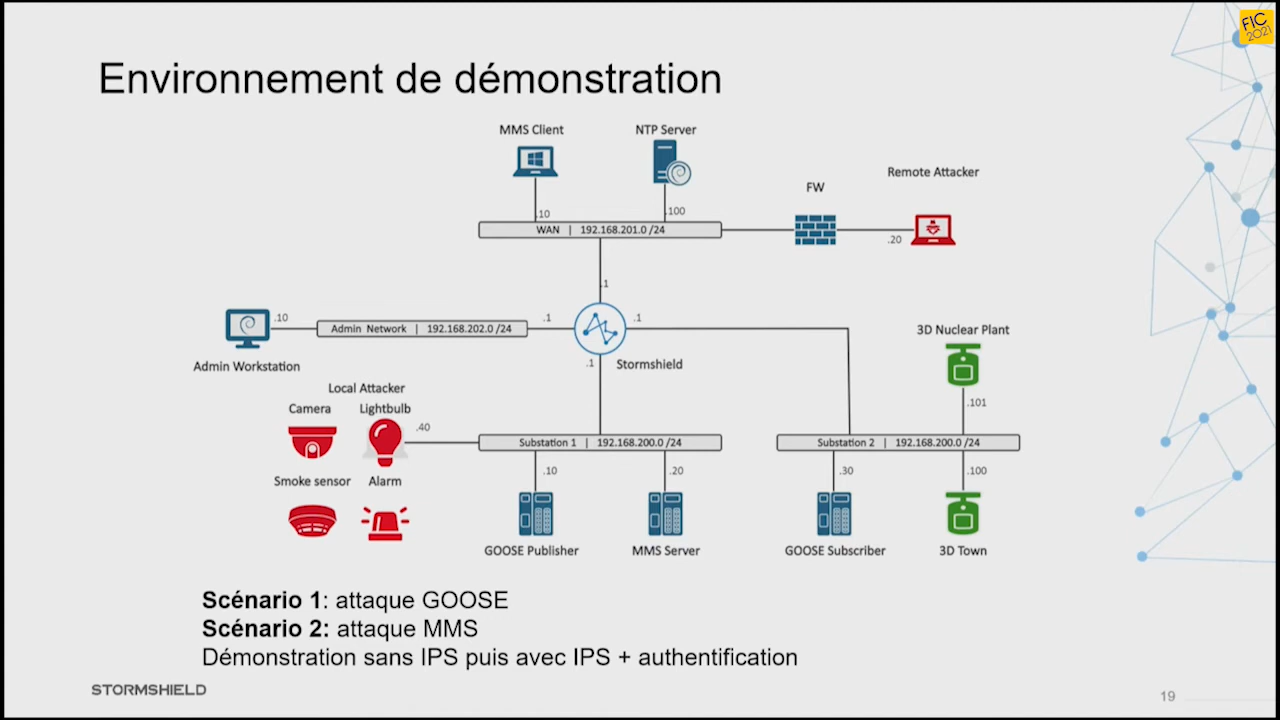 FIC
2021
Environnement de démonstration
MMS Client
NTP Server
FW
Remote Attacker
.10
.100
WAN | 192.168.201.0 /24
.20
.1
.10
Admin Network | 192.168.202.0 /24
.1
.1
3D Nuclear Plant
Admin Workstation
.1
Stormshield
Local Attacker
Camera
Lightbulb
.101
.40
Substation 1 | 192.168.200.0 /24
Substation 2 | 192.168.200.0 /24
.10
.20
.30
.100
Smoke sensor
Alarm
GOOSE Publisher
MMS Server
GOOSE Subscriber
3D Town
Scénario 1: attaque GOOSE
Scénario 2: attaque MMS
Démonstration sans IPS puis avec IPS + authentification
STORMSHIELD
19